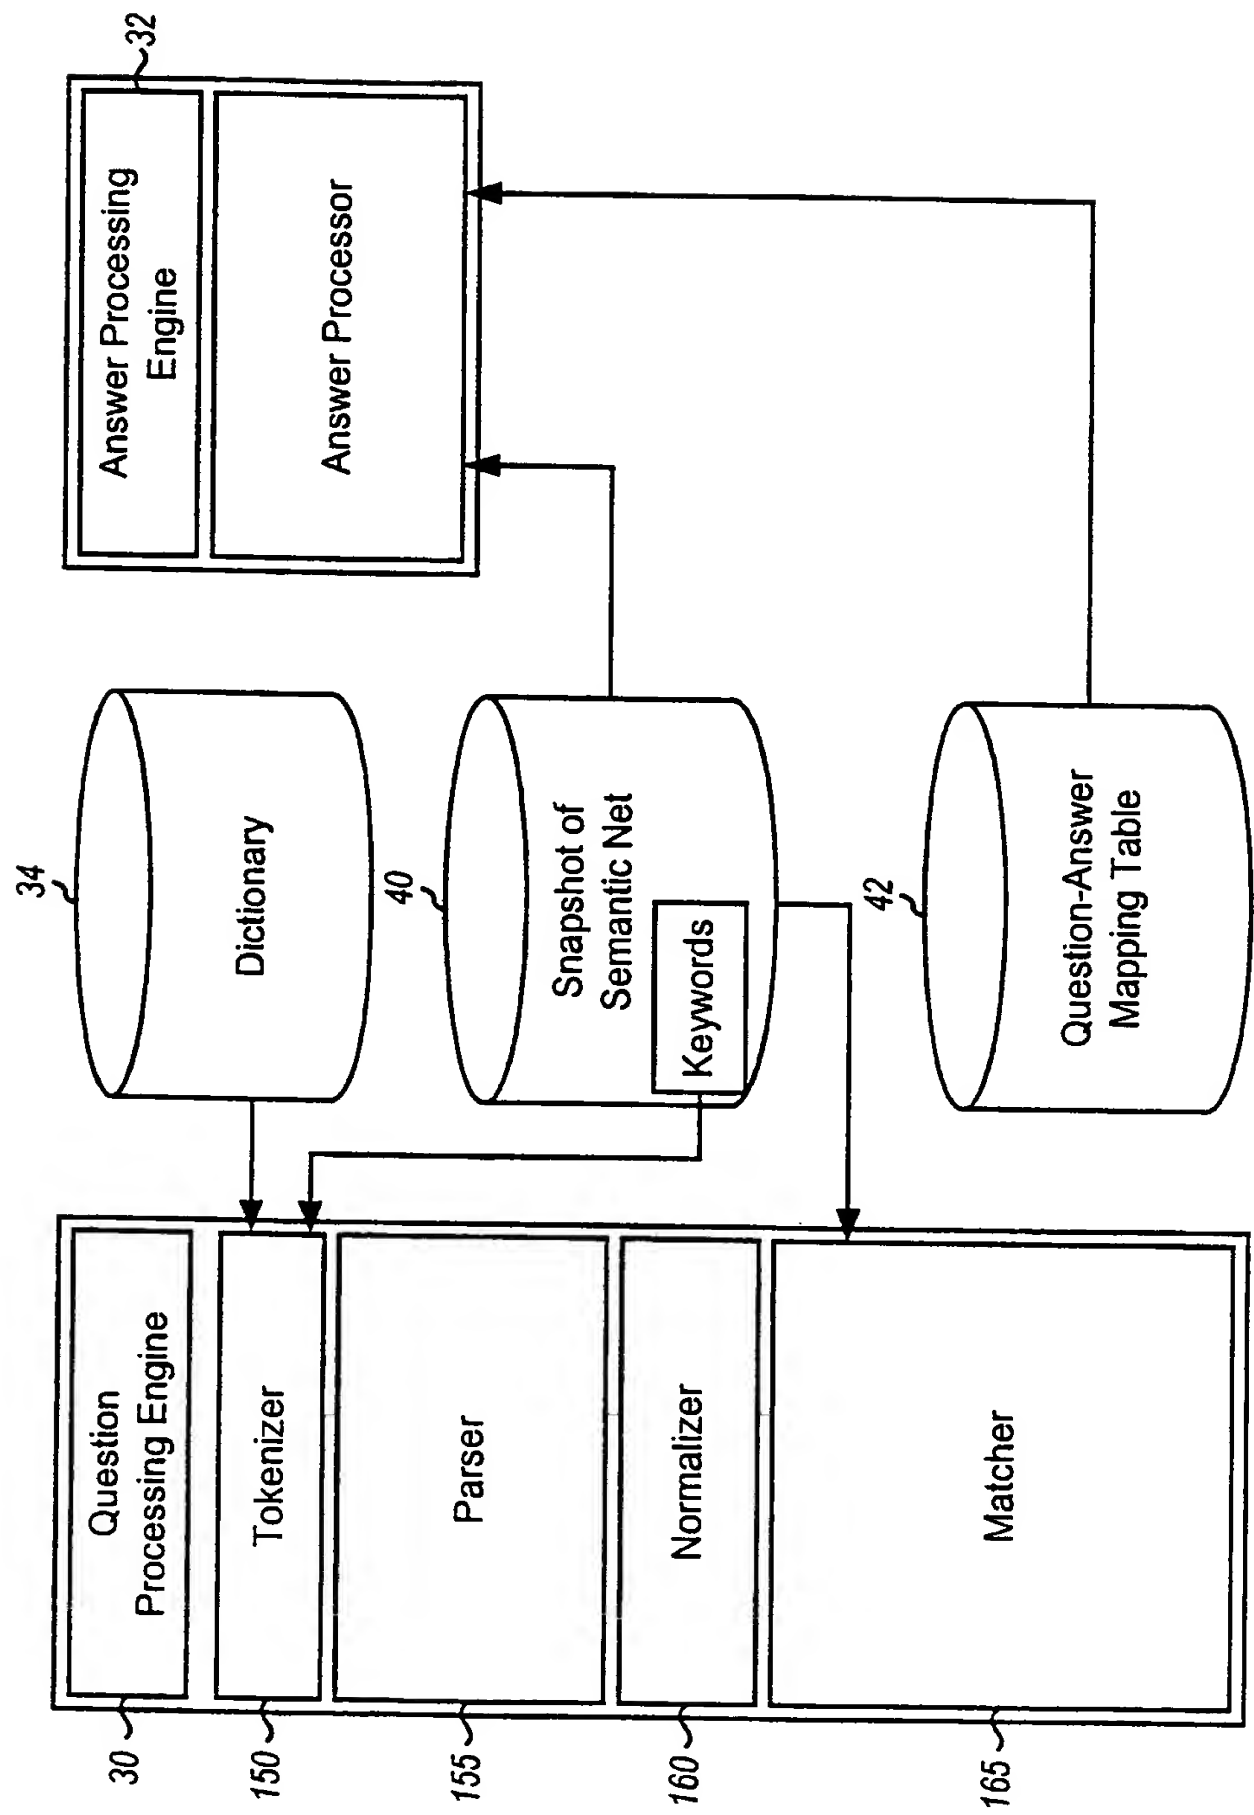 30
Question
Processing Engine
150
Tokenizer
155
Parser
160
Normalizer
165
Matcher
34
Dictionary
40
Snapshot of
Semantic Net
Keywords
42
Question-Answer
Mapping Table
32
Answer Processing
Engine
Answer Processor